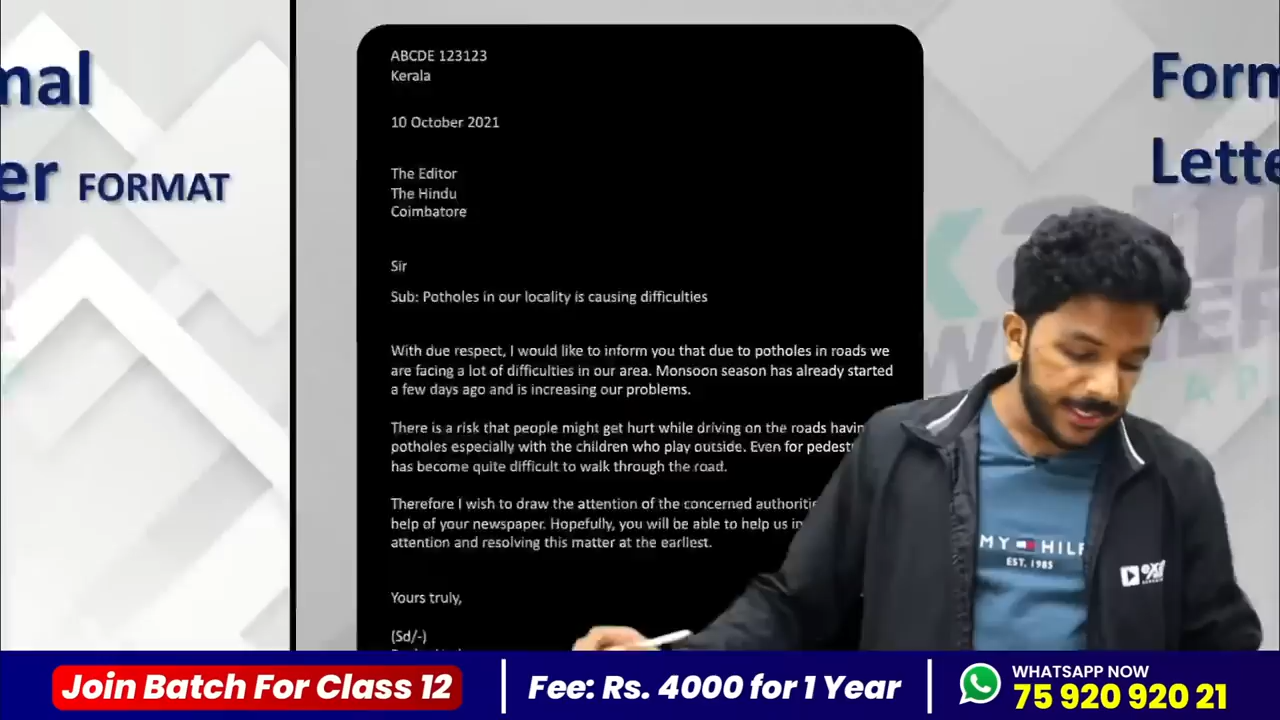 mal
er FORMAT
ABCDE 123123
Kerala
10 October 2021
The Editor
The Hindu
Coimbatore
Sir
Sub: Potholes in our locality is causing difficulties
With due respect, I would like to inform you that due to potholes in roads we
are facing a lot of difficulties in our area. Monsoon season has already started
a few days ago and is increasing our problems.
There is a risk that people might get hurt while driving on the roads havin
potholes especially with the children who play outside. Even for pedest
has become quite difficult to walk through the road.
Therefore I wish to draw the attention of the concerned authoriti
help of your newspaper. Hopefully, you will be able to help us in
attention and resolving this matter at the earliest.
Yours truly,
(Sd/-)
Form
Lette
MY HILF
EST. 1985
Join Batch For Class 12
Fee: Rs. 4000 for 1 Year
WHATSAPP NOW
75 920 920 21